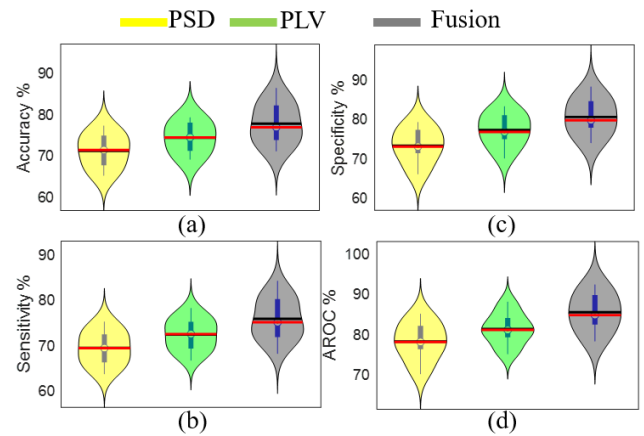 PSD PLV Fusion
Accuracy %
90
80
70
60
(a)
Specificity %
90
80
70
60
(c)
Sensitivity %
90
80
70
60
(b)
AROC %
100
90
80
70
(d)